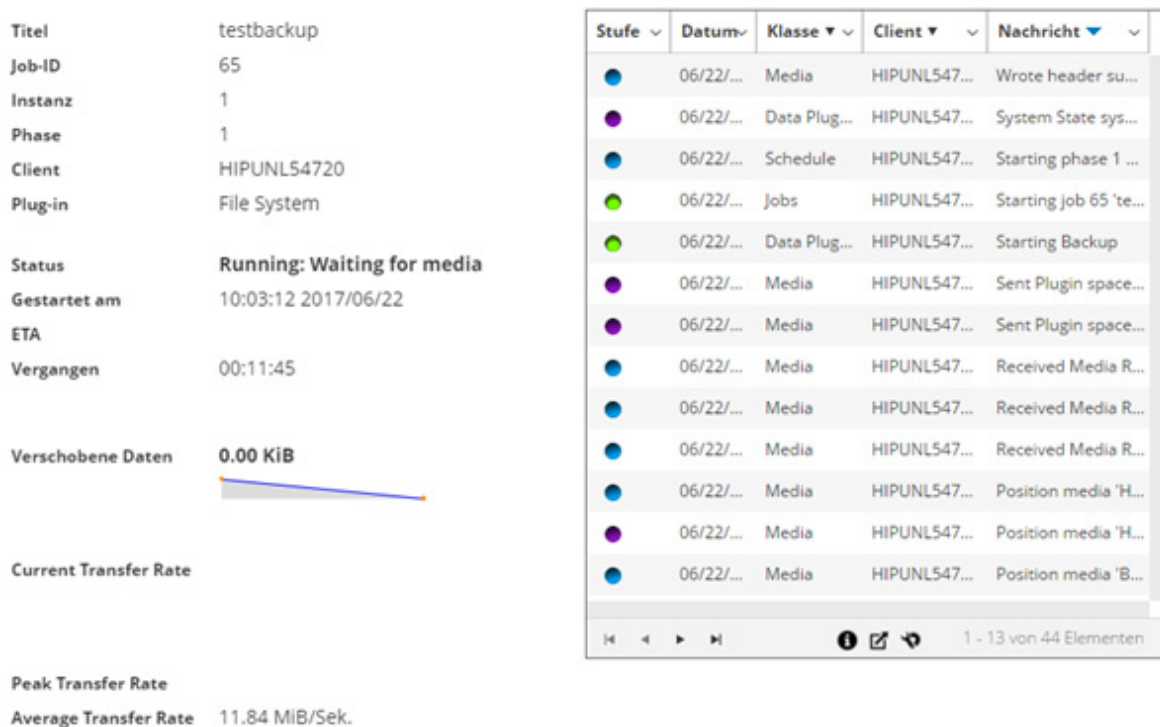 Titel testbackup
Job-ID 65
Instanz 1
Phase 1
Client HIPUNL54720
Plug-in File System
Status Running: Waiting for media
Gestartet am 10:03:12 2017/06/22
ETA
Vergangen 00:11:45
Verschobene Daten 0.00 KiB
Current Transfer Rate
Peak Transfer Rate
Average Transfer Rate 11.84 MiB/Sek.
Stufe Datum Klasse Client Nachricht
06/22/... Media HIPUNL547... Wrote header su...
06/22/... Data Plug... HIPUNL547... System State sys...
06/22/... Schedule HIPUNL547... Starting phase 1 ...
06/22/... Jobs HIPUNL547... Starting job 65 'te...
06/22/... Data Plug... HIPUNL547... Starting Backup
06/22/... Media HIPUNL547... Sent Plugin space...
06/22/... Media HIPUNL547... Sent Plugin space...
06/22/... Media HIPUNL547... Received Media R...
06/22/... Media HIPUNL547... Received Media R...
06/22/... Media HIPUNL547... Received Media R...
06/22/... Media HIPUNL547... Position media 'H...
06/22/... Media HIPUNL547... Position media 'H...
06/22/... Media HIPUNL547... Position media 'B...
1 - 13 von 44 Elementen